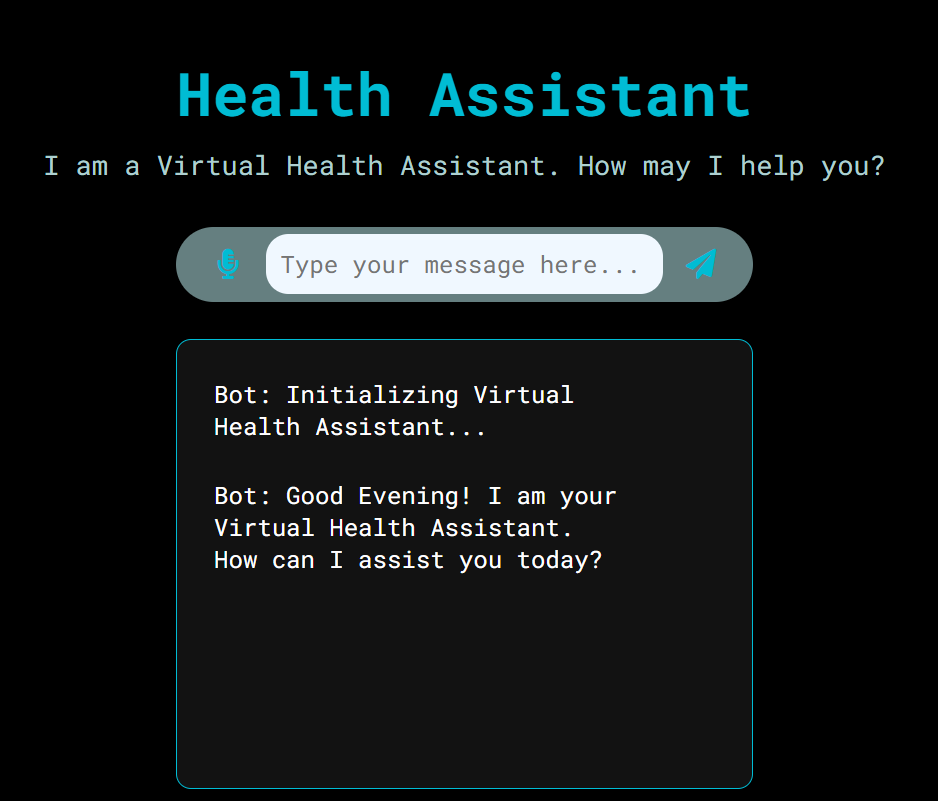 Health Assistant
I am a Virtual Health Assistant. How may I help you?
Type your message here...
Bot: Initializing Virtual
Health Assistant...
Bot: Good Evening! I am your
Virtual Health Assistant.
How can I assist you today?